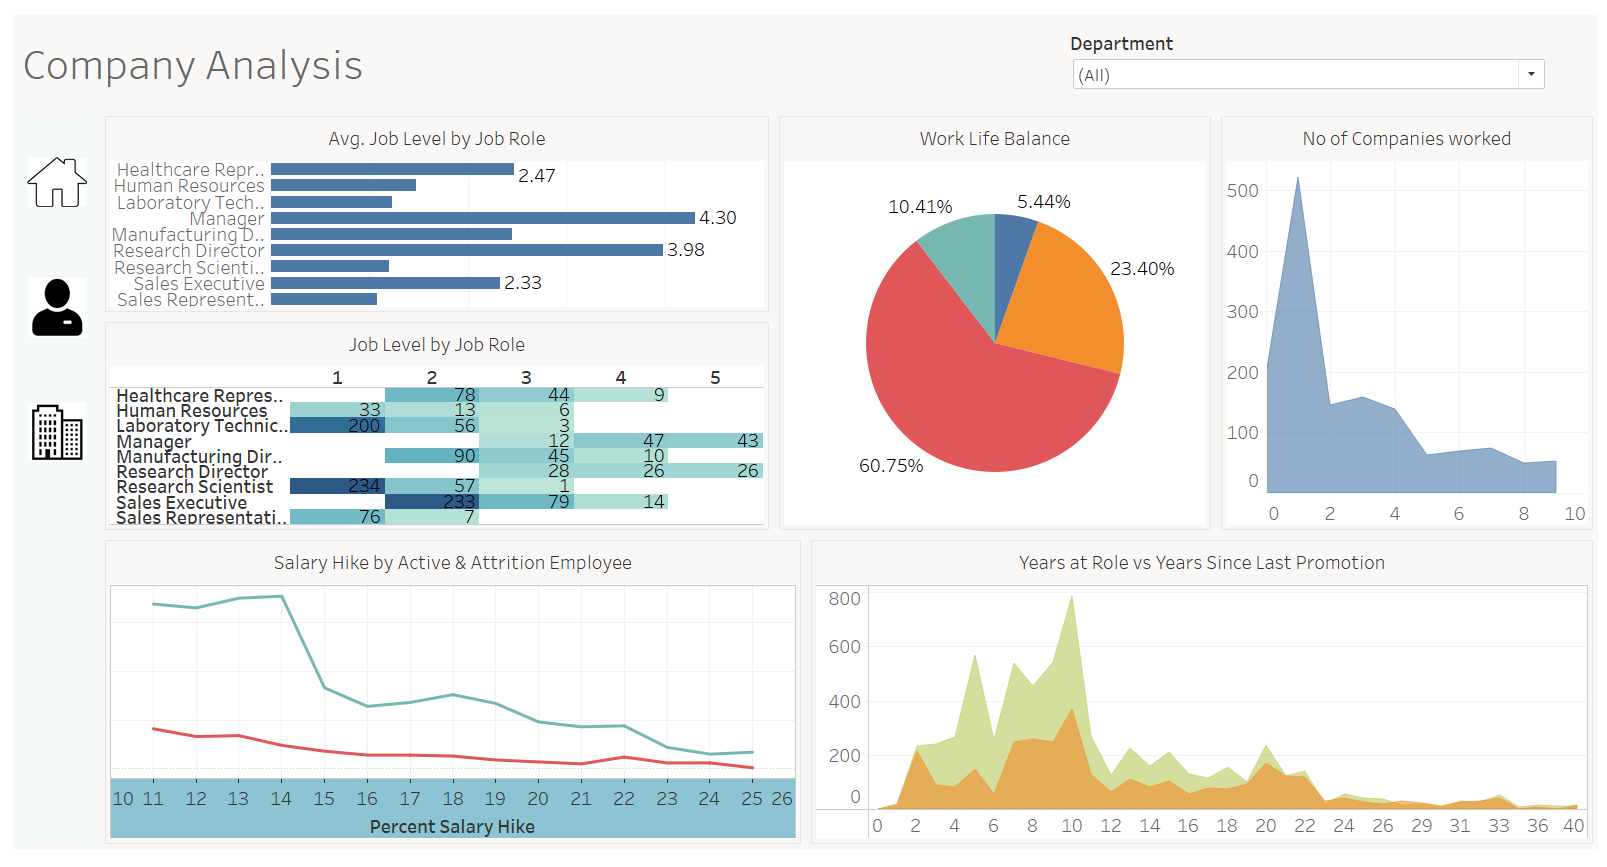 Company Analysis
Department
(All)
Avg. Job Level by Job Role
Healthcare Repr.. 2.47
Human Resources
Laboratory Tech..
Manager 4.30
Manufacturing D..
Research Director 3.98
Research Scienti..
Sales Executive 2.33
Sales Represent..
Job Level by Job Role
1 2 3 4 5
Healthcare Repres.. 78 44 9
Human Resources 33 13 6
Laboratory Technic.. 200 56 3
Manager 12 47 43
Manufacturing Dir.. 90 45 10
Research Director 28 26 26
Research Scientist 234 57 1
Sales Executive 233 79 14
Sales Representati.. 76 7
Work Life Balance
10.41%
5.44%
23.40%
60.75%
No of Companies worked
500
400
300
200
100
0
0 2 4 6 8 10
Salary Hike by Active & Attrition Employee
10 11 12 13 14 15 16 17 18 19 20 21 22 23 24 25 26
Percent Salary Hike
Years at Role vs Years Since Last Promotion
800
600
400
200
0
0 2 4 6 8 10 12 14 16 18 20 22 24 26 29 31 33 36 40